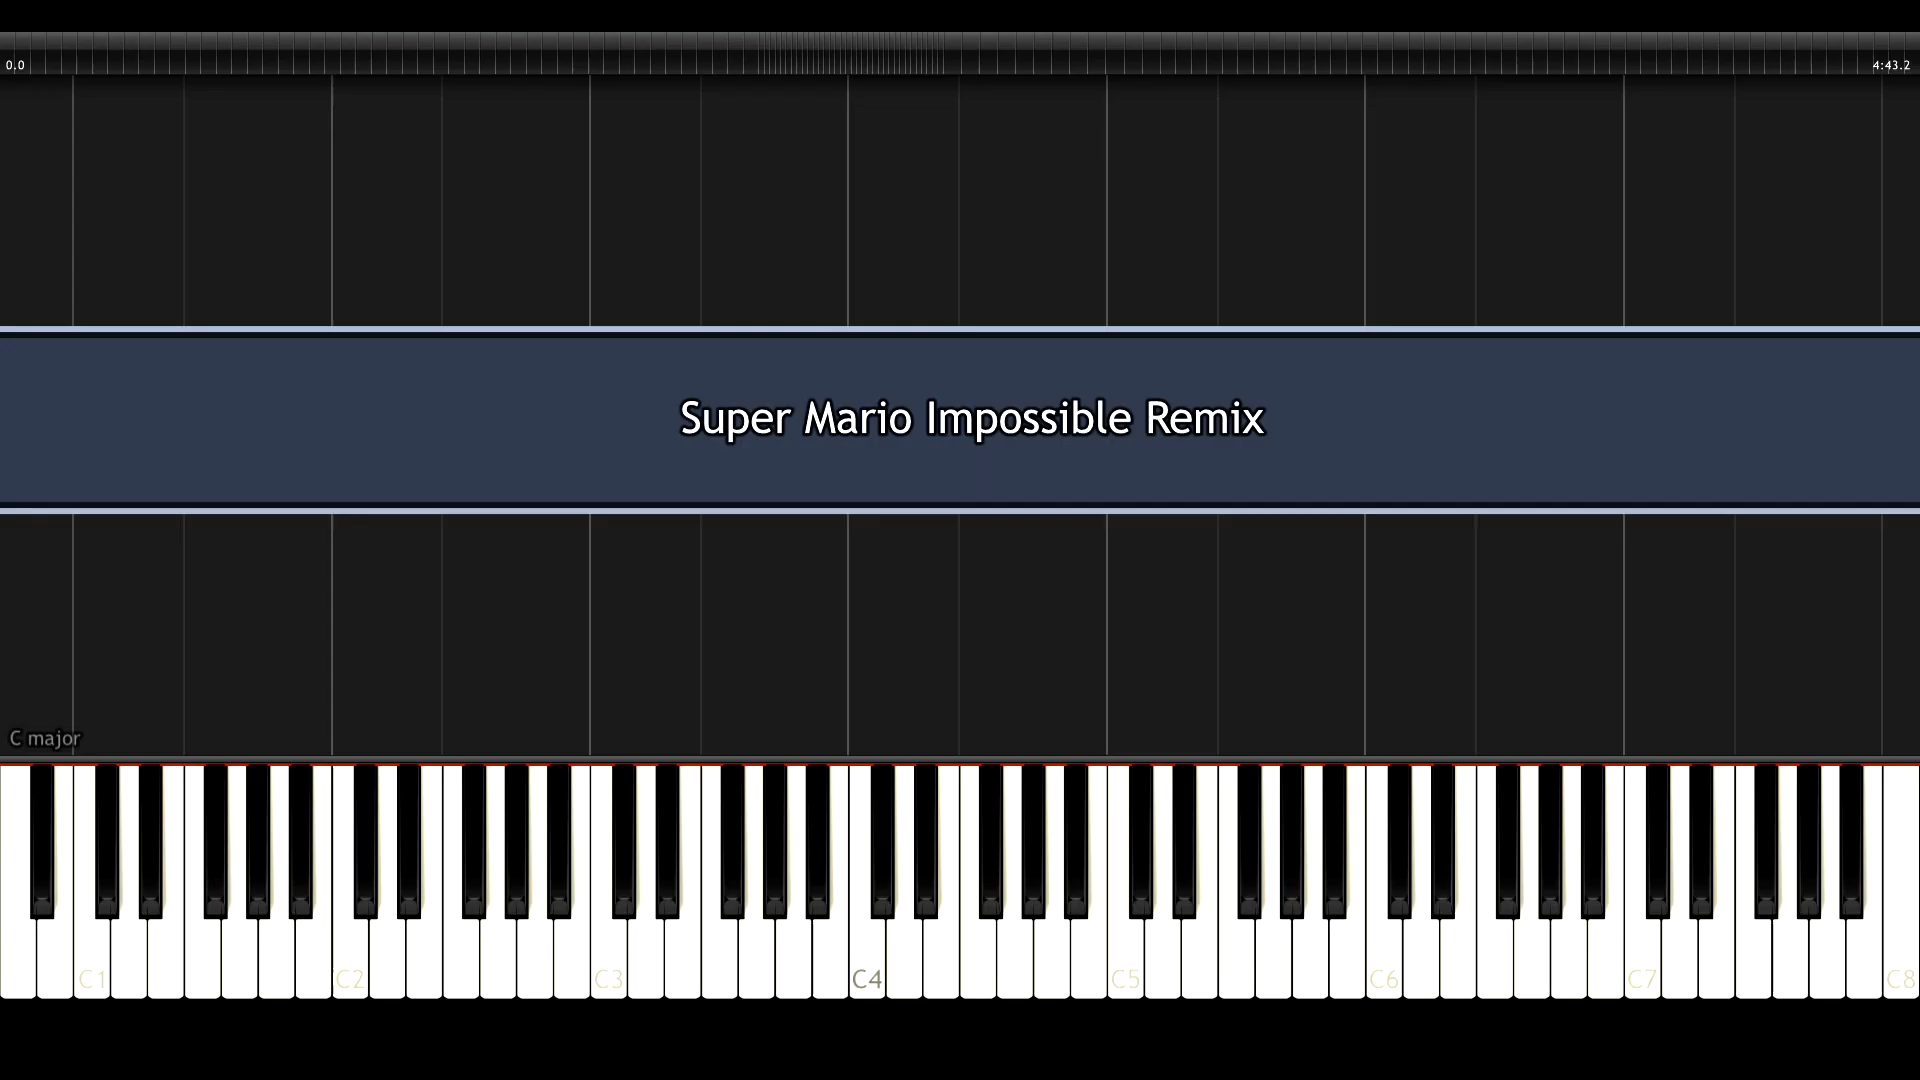 0.0
4:43.2
Super Mario Impossible Remix
C major
C1
C2
C3
C4
C5
C6
C7
C8